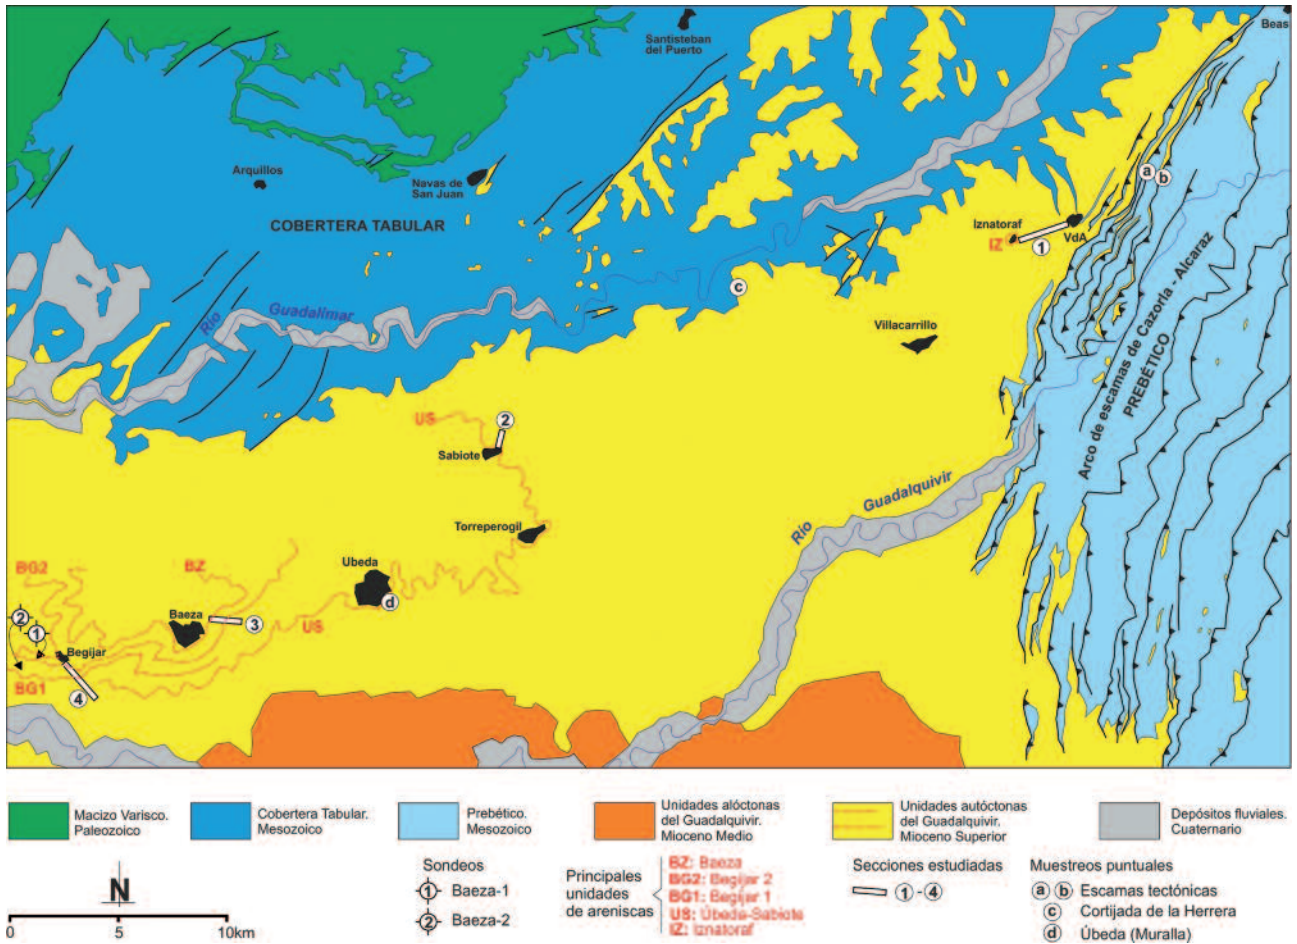 Santisteban
del Puerto
Beas
Arquillos
Navas de
San Juan
COBERTERA TABULAR
a
b
Iznatoraf
IZ
1
VdA
c
Río
Guadalimar
Villacarrillo
Arco de escamas de Cazorla - Alcaraz
PREBÉTICO
US
2
Sabiote
Guadalquivir
Río
Torreperogil
BG2
BZ
Ubeda
d
2
1
Baeza
3
US
Begijar
BG1
4
Macizo Varisco.
Paleozoico
Cobertera Tabular.
Mesozoico
Prebético.
Mesozoico
Unidades alóctonas
del Guadalquivir.
Mioceno Medio
Unidades autóctonas
del Guadalquivir.
Mioceno Superior
Depósitos fluviales.
Cuaternario
N
0 5 10km
Sondeos
1 Baeza-1
2 Baeza-2
Principales
unidades
de areniscas
BZ: Baeza
BG2: Begijar 2
BG1: Begijar 1
US: Úbeda-Sabiote
IZ: Iznatoraf
Secciones estudiadas
1 - 4
Muestreos puntuales
a b Escamas tectónicas
c Cortijada de la Herrera
d Úbeda (Muralla)